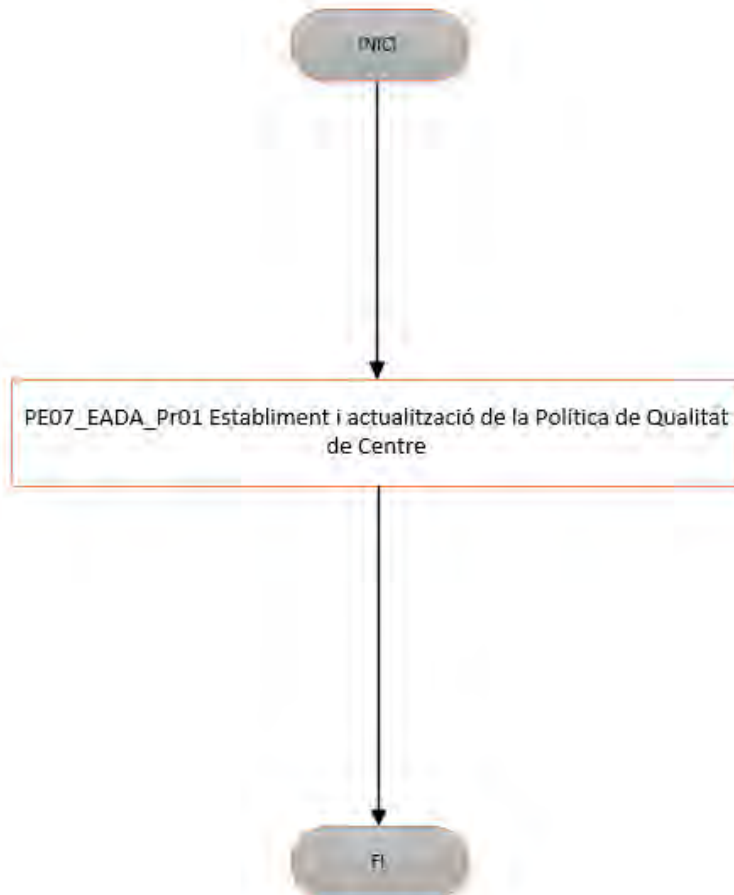 INICI
PE07_EADA_Pr01 Establiment i actualització de la Política de Qualitat
de Centre
FI